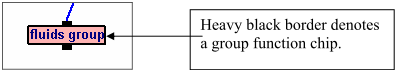 fluids group
Heavy black border denotes
a group function chip.